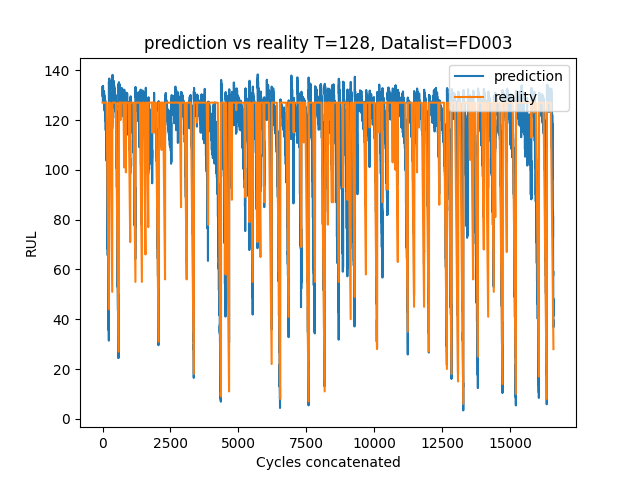 prediction vs reality T=128, Datalist=FD003
prediction
reality
RUL
140
120
100
80
60
40
20
0
0 2500 5000 7500 10000 12500 15000
Cycles concatenated